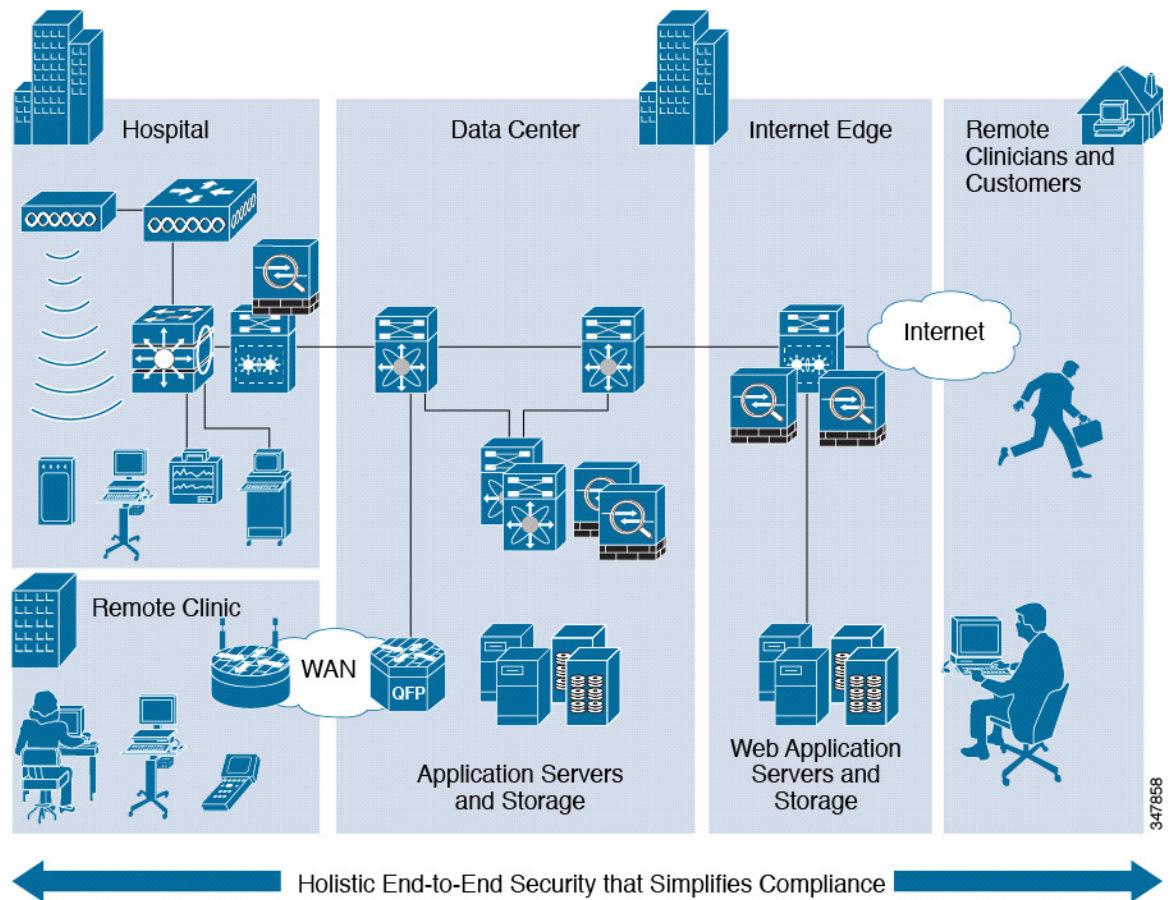 Hospital
Data Center
Internet Edge
Remote
Clinicians and
Customers
Internet
Remote Clinic
WAN
QFP
Application Servers
and Storage
Web Application
Servers and
Storage
347858
Holistic End-to-End Security that Simplifies Compliance